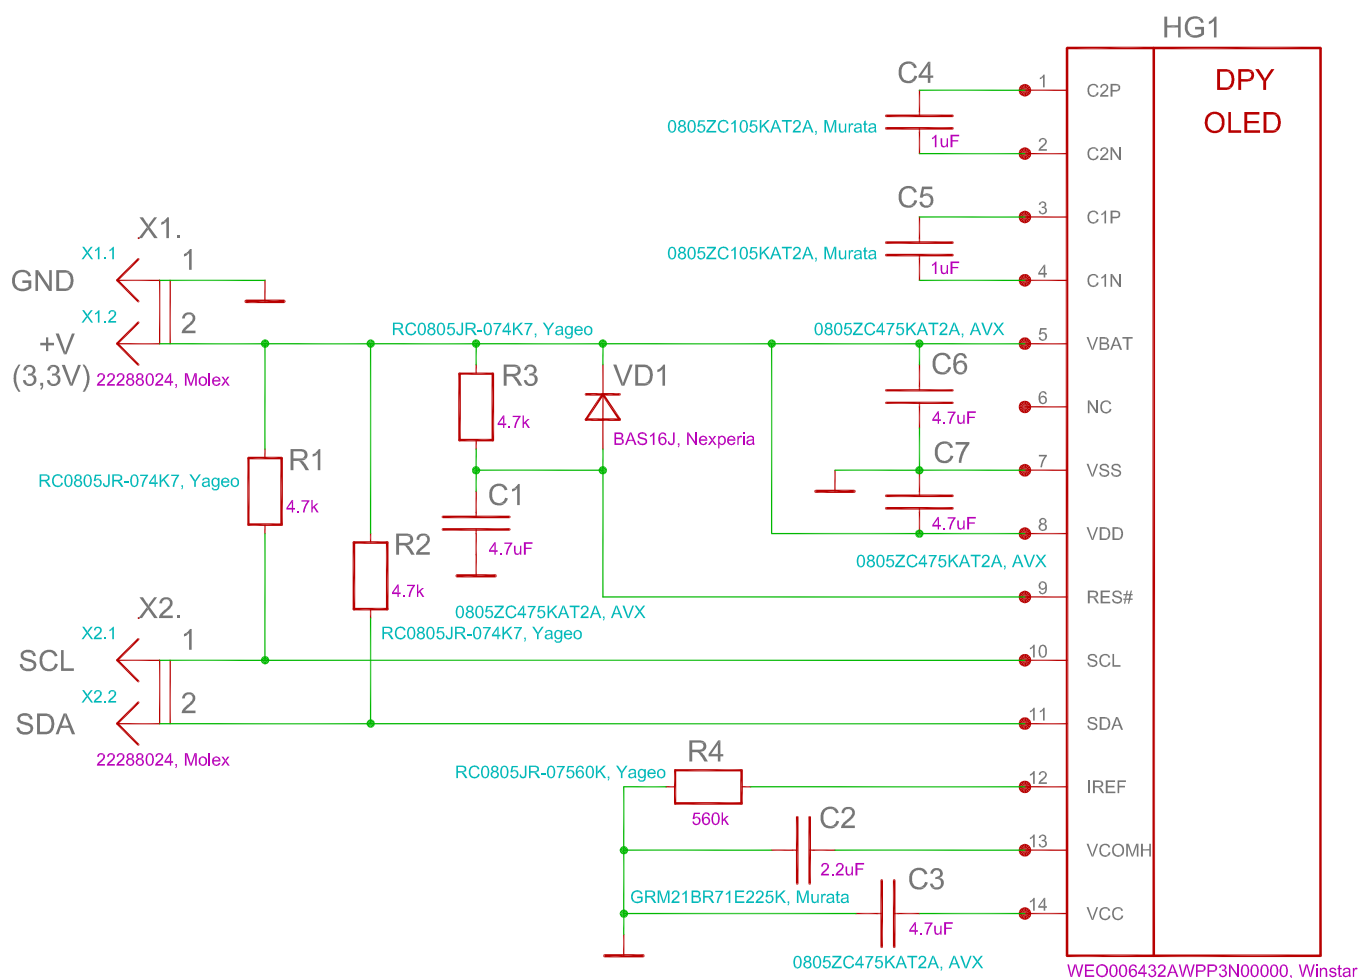 HG1
DPY
OLED
C4
0805ZC105KAT2A, Murata
1uF
1
C2P
2
C2N
C5
0805ZC105KAT2A, Murata
1uF
3
C1P
4
C1N
X1.
X1.1
1
GND
X1.2
2
+V
(3,3V)
22288024, Molex
RC0805JR-074K7, Yageo
0805ZC475KAT2A, AVX
5
VBAT
R3
4.7k
VD1
BAS16J, Nexperia
C6
4.7uF
6
NC
R1
RC0805JR-074K7, Yageo
4.7k
C1
4.7uF
C7
4.7uF
7
VSS
8
VDD
0805ZC475KAT2A, AVX
R2
4.7k
0805ZC475KAT2A, AVX
RC0805JR-074K7, Yageo
9
RES#
X2.
X2.1
1
SCL
10
SCL
X2.2
2
SDA
11
SDA
22288024, Molex
R4
RC0805JR-07560K, Yageo
560k
12
IREF
C2
2.2uF
13
VCOMH
GRM21BR71E225K, Murata
C3
4.7uF
14
VCC
0805ZC475KAT2A, AVX
WEO006432AWPP3N00000, Winstar